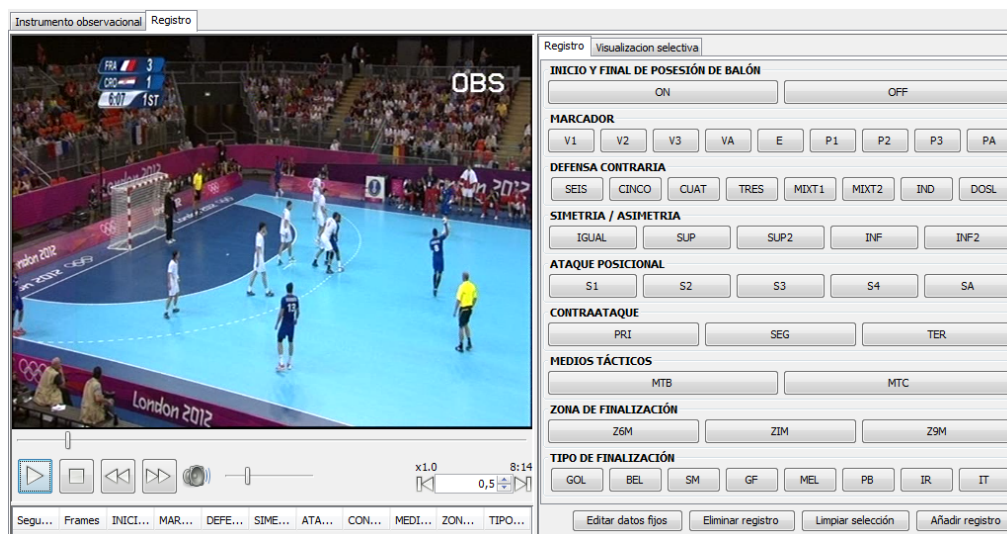 Instrumento observacional Registro
FRA 3
CRO 1
6:07 1ST
OBS
London 2012
London 2012
x1.0 8:14
0,5
Segu... Frames INICI... MAR... DEFE... SIME... ATA... CON... MEDI... ZON... TIPO...
Registro Visualizacion selectiva
INICIO Y FINAL DE POSESIÓN DE BALÓN
ON OFF
MARCADOR
V1 V2 V3 VA E P1 P2 P3 PA
DEFENSA CONTRARIA
SEIS CINCO CUAT TRES MIXT1 MIXT2 IND DOSL
SIMETRIA / ASIMETRIA
IGUAL SUP SUP2 INF INF2
ATAQUE POSICIONAL
S1 S2 S3 S4 SA
CONTRAATAQUE
PRI SEG TER
MEDIOS TÁCTICOS
MTB MTC
ZONA DE FINALIZACIÓN
Z6M ZIM Z9M
TIPO DE FINALIZACIÓN
GOL BEL SM GF MEL PB IR IT
Editar datos fijos Eliminar registro Limpiar selección Añadir registro